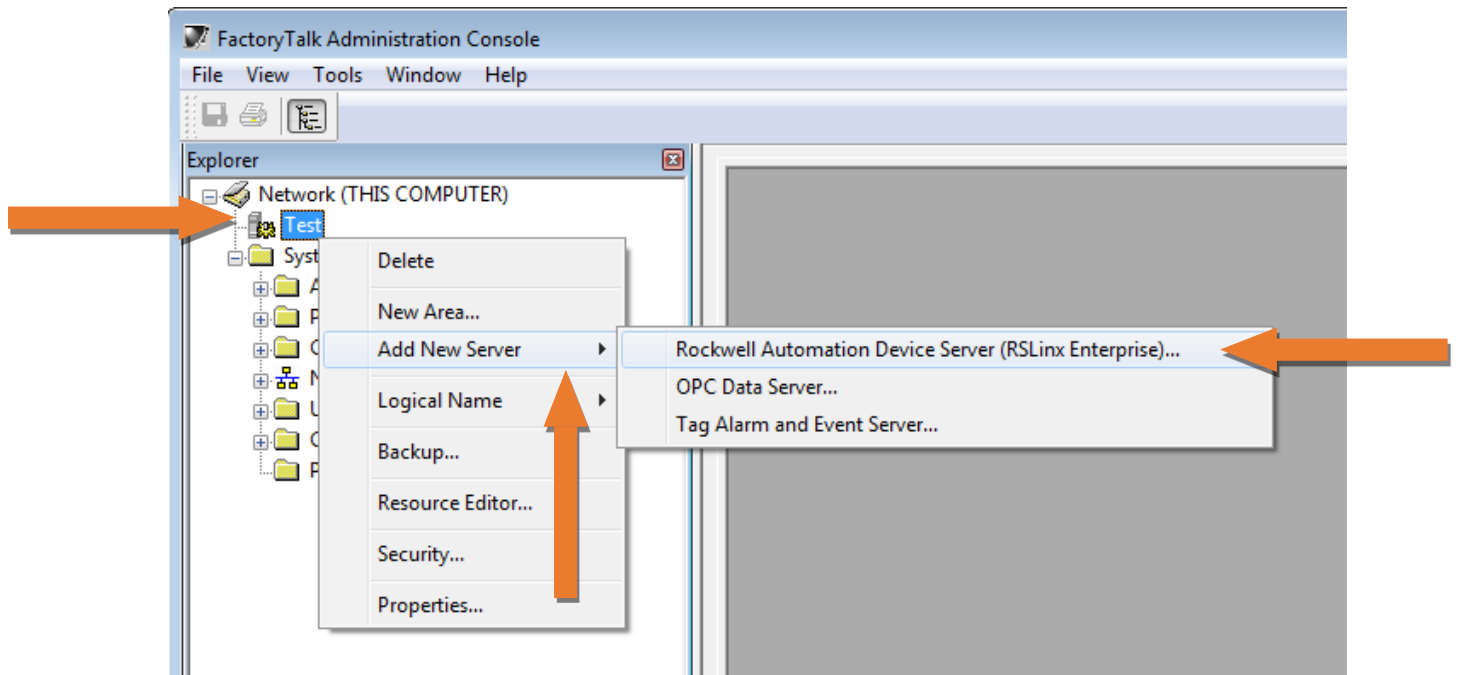 FactoryTalk Administration Console
File View Tools Window Help
Explorer
Network (THIS COMPUTER)
Test
Syst
A
P
C
N
U
C
P
Delete
New Area...
Add New Server
Logical Name
Backup...
Resource Editor...
Security...
Properties...
Rockwell Automation Device Server (RSLinx Enterprise)...
OPC Data Server...
Tag Alarm and Event Server...